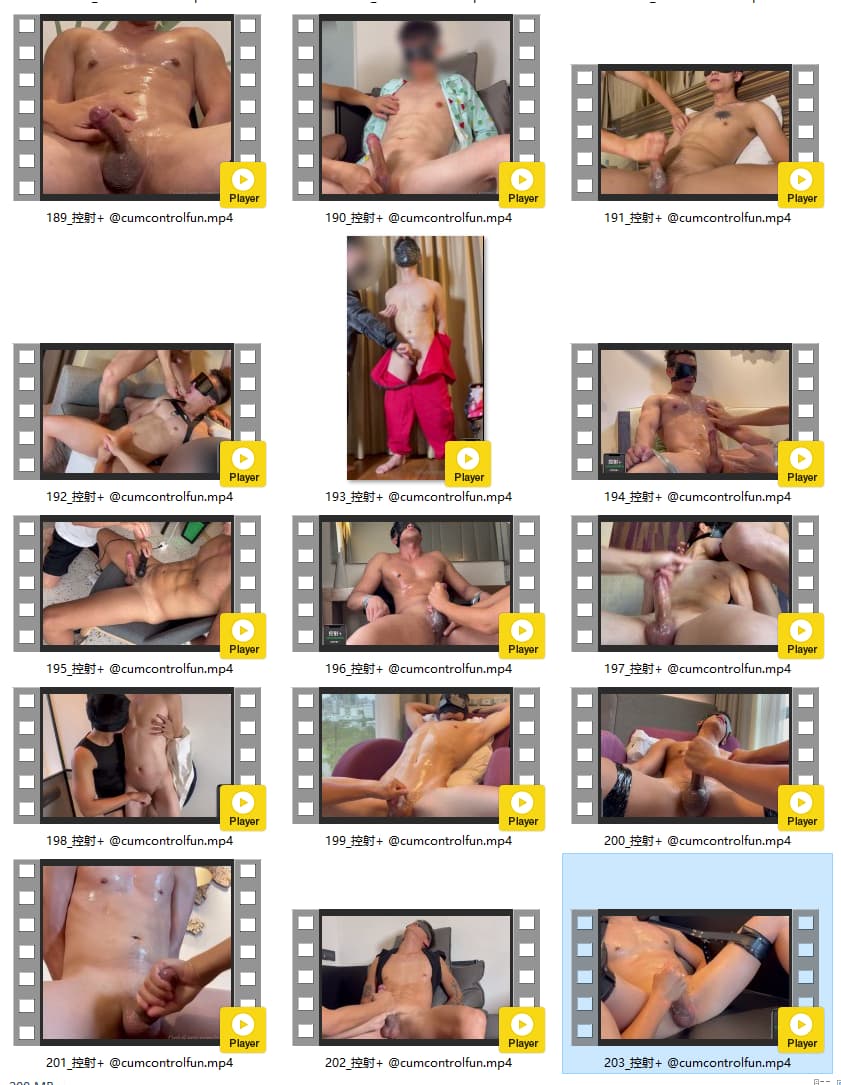 Player
Player
Player
189_控射+ @cumcontrolfun.mp4
190_控射+ @cumcontrolfun.mp4
191_控射+ @cumcontrolfun.mp4
Player
Player
Player
192_控射+ @cumcontrolfun.mp4
193_控射+ @cumcontrolfun.mp4
194_控射+ @cumcontrolfun.mp4
Player
Player
Player
195_控射+ @cumcontrolfun.mp4
196_控射+ @cumcontrolfun.mp4
197_控射+ @cumcontrolfun.mp4
Player
Player
Player
198_控射+ @cumcontrolfun.mp4
199_控射+ @cumcontrolfun.mp4
200_控射+ @cumcontrolfun.mp4
Player
Player
Player
201_控射+ @cumcontrolfun.mp4
202_控射+ @cumcontrolfun.mp4
203_控射+ @cumcontrolfun.mp4